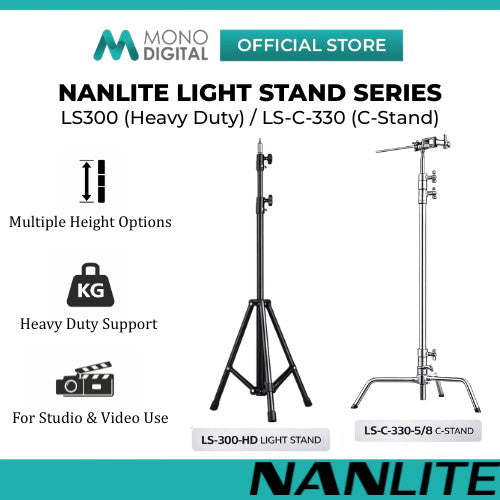 MONO
DIGITAL
OFFICIAL STORE
NANLITE LIGHT STAND SERIES
LS300 (Heavy Duty) / LS-C-330 (C-Stand)
Multiple Height Options
KG
Heavy Duty Support
For Studio & Video Use
LS-300-HD LIGHT STAND
LS-C-330-5/8 C-STAND
NANLITE